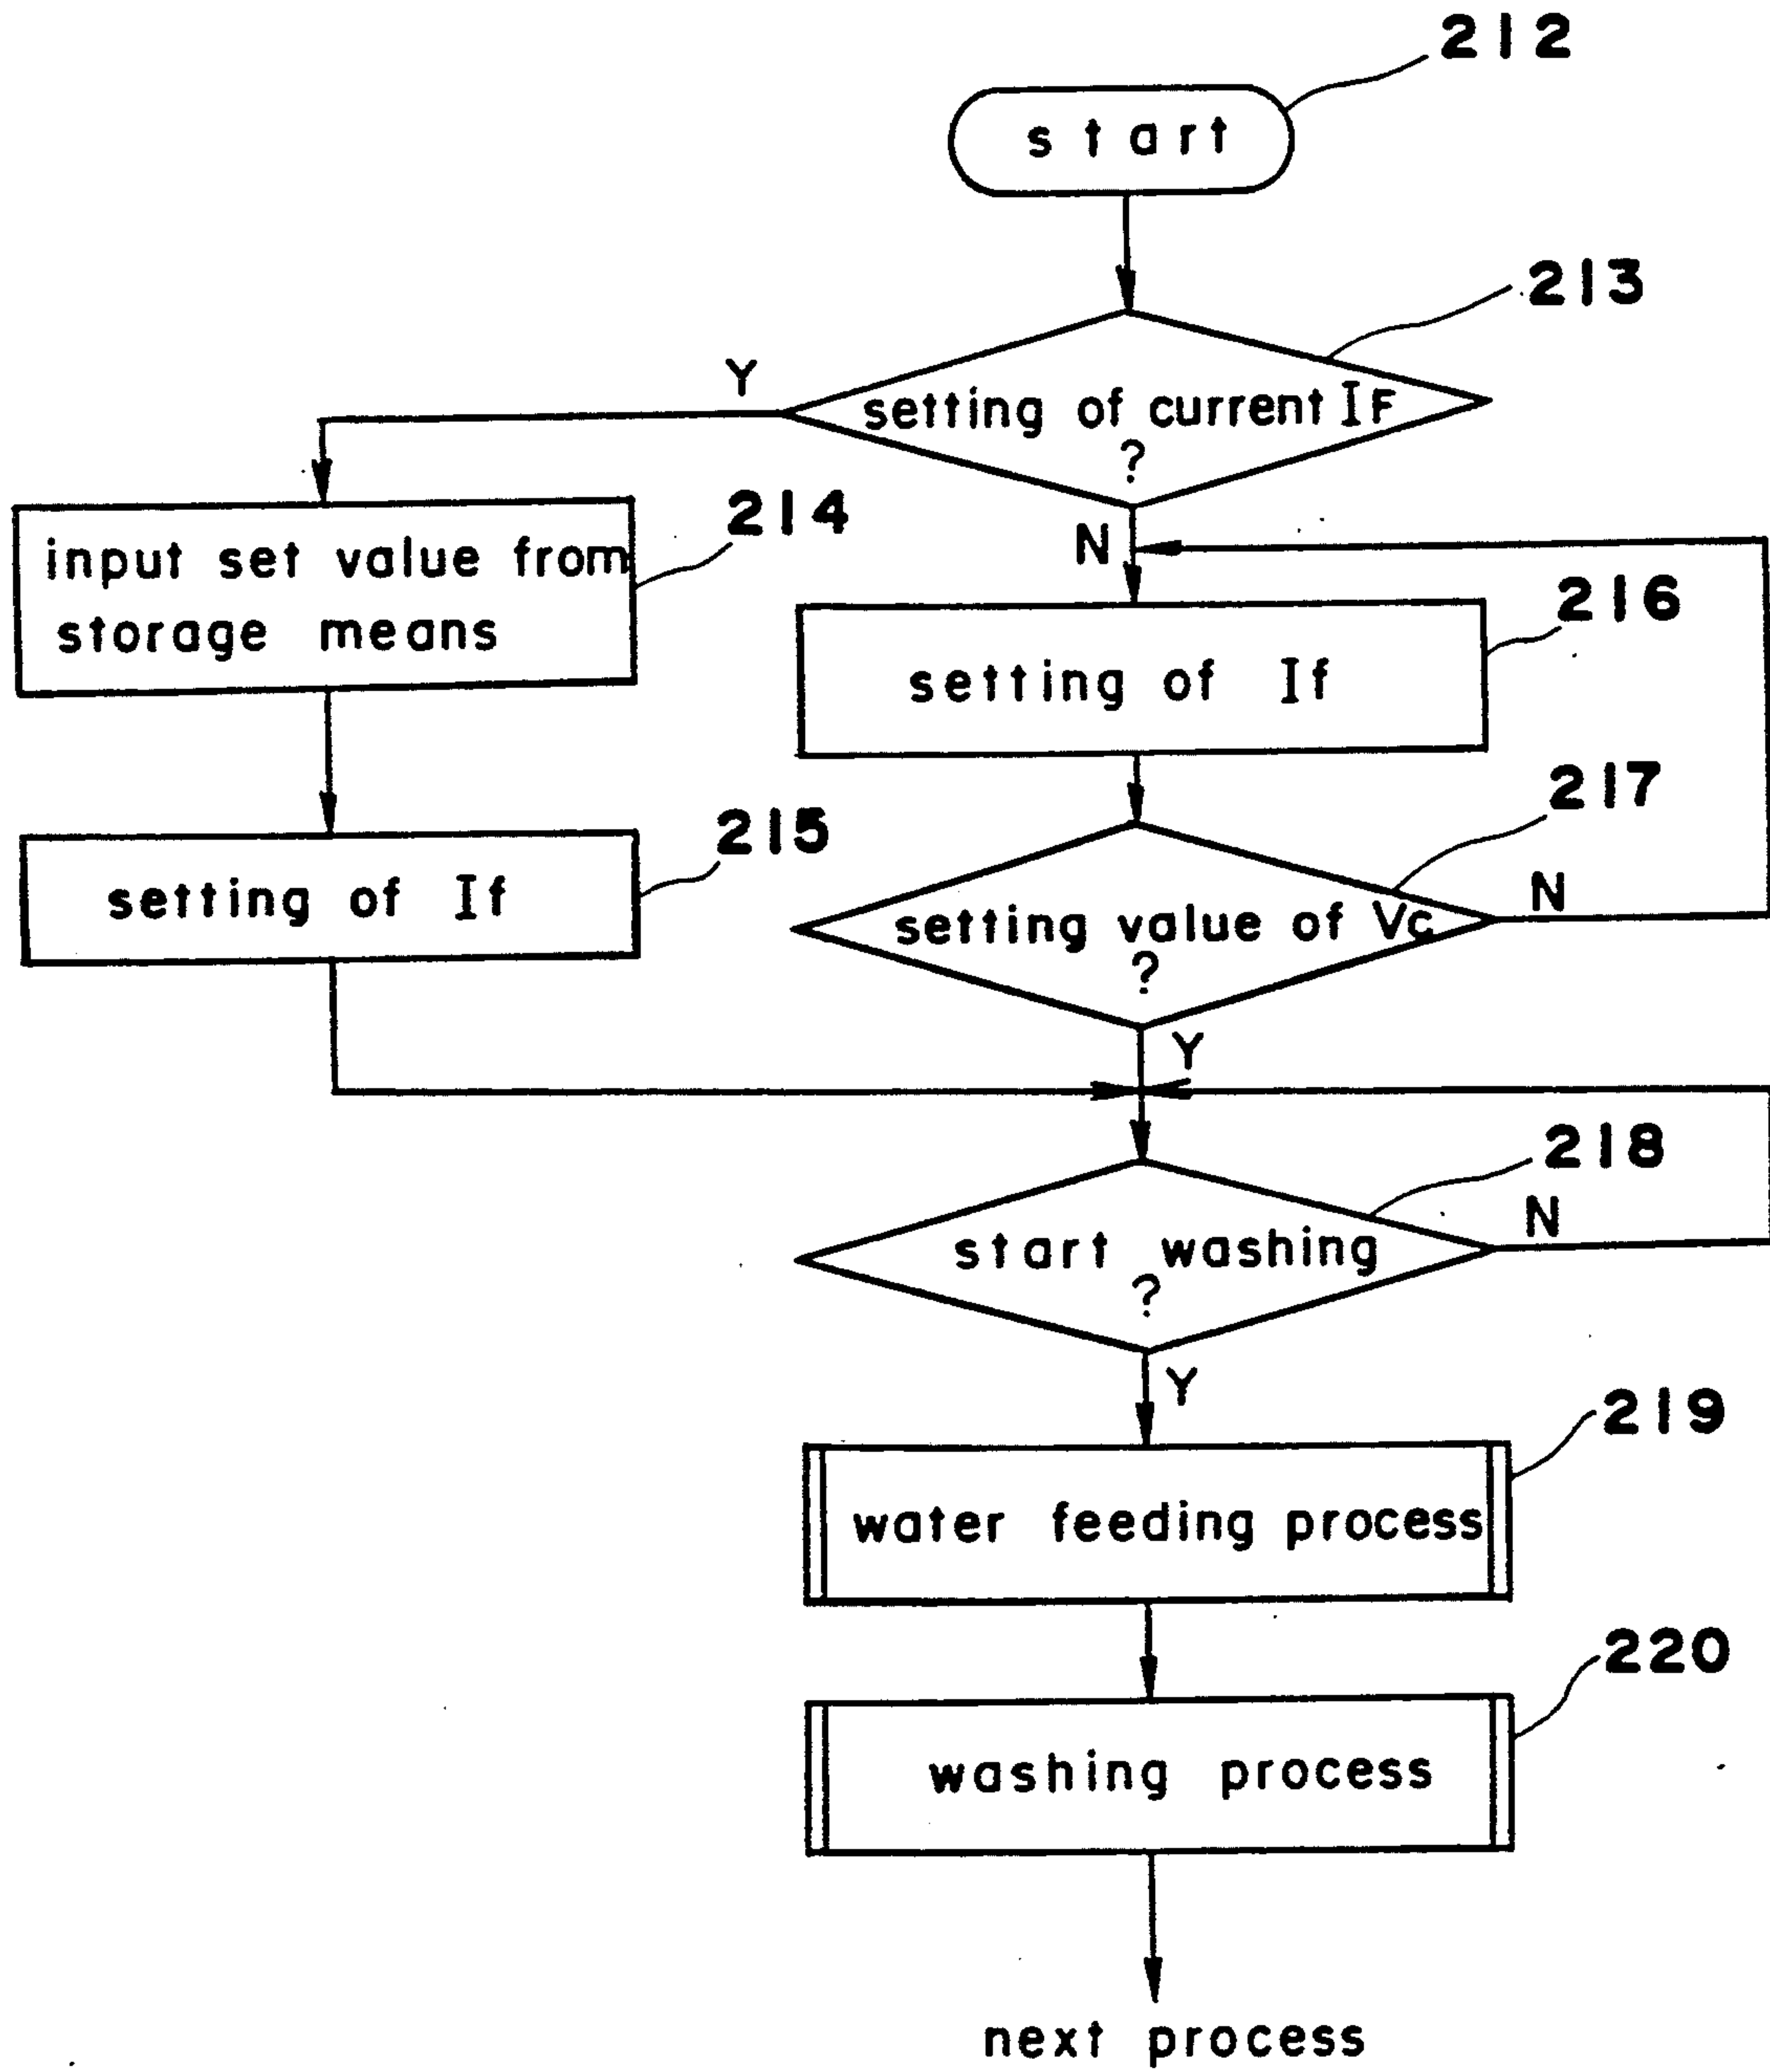 212
start
213
setting of current IF
?
Y
N
214
input set value from
storage means
216
setting of If
215
setting of If
217
setting value of Vc
?
N
Y
218
start washing
?
N
Y
219
water feeding process
220
washing process
next process